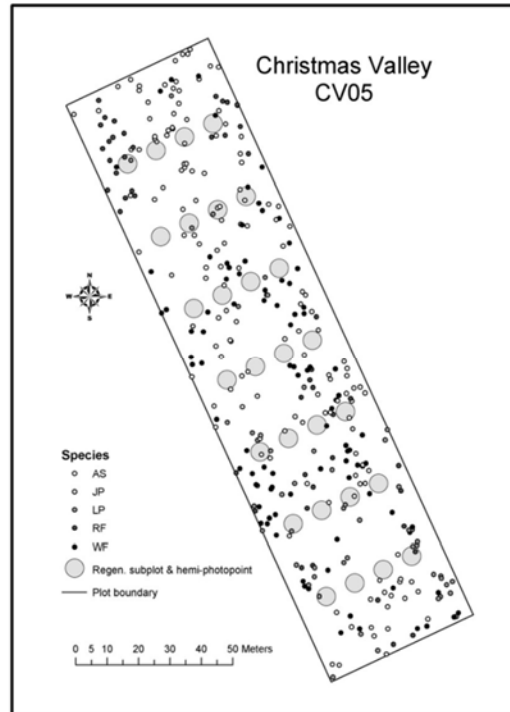 Christmas Valley
CV05
N
W E
S
Species
AS
JP
LP
RF
WF
Regen. subplot & hemi-photopoint
Plot boundary
0 5 10 20 30 40 50 Meters